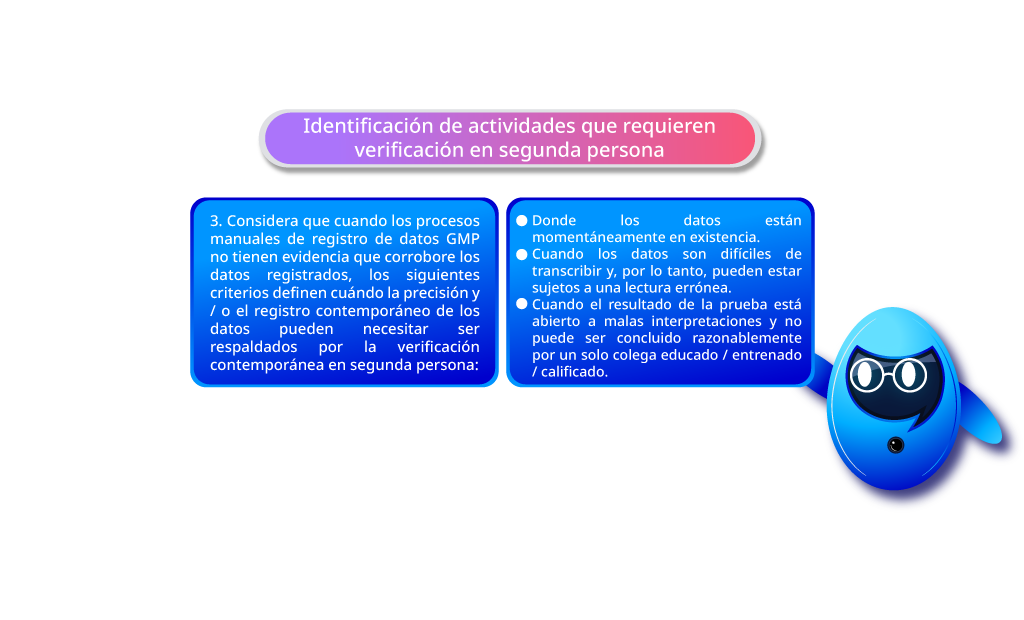 Identificación de actividades que requieren
verificación en segunda persona
3. Considera que cuando los procesos
manuales de registro de datos GMP
no tienen evidencia que corrobore los
datos registrados, los siguientes
criterios definen cuándo la precisión y
/ o el registro contemporáneo de los
datos pueden necesitar ser
respaldados por la verificación
contemporánea en segunda persona:
● Donde los datos están
momentáneamente en existencia.
● Cuando los datos son difíciles de
transcribir y, por lo tanto, pueden estar
sujetos a una lectura errónea.
● Cuando el resultado de la prueba está
abierto a malas interpretaciones y no
puede ser concluido razonablemente
por un solo colega educado / entrenado
/ calificado.